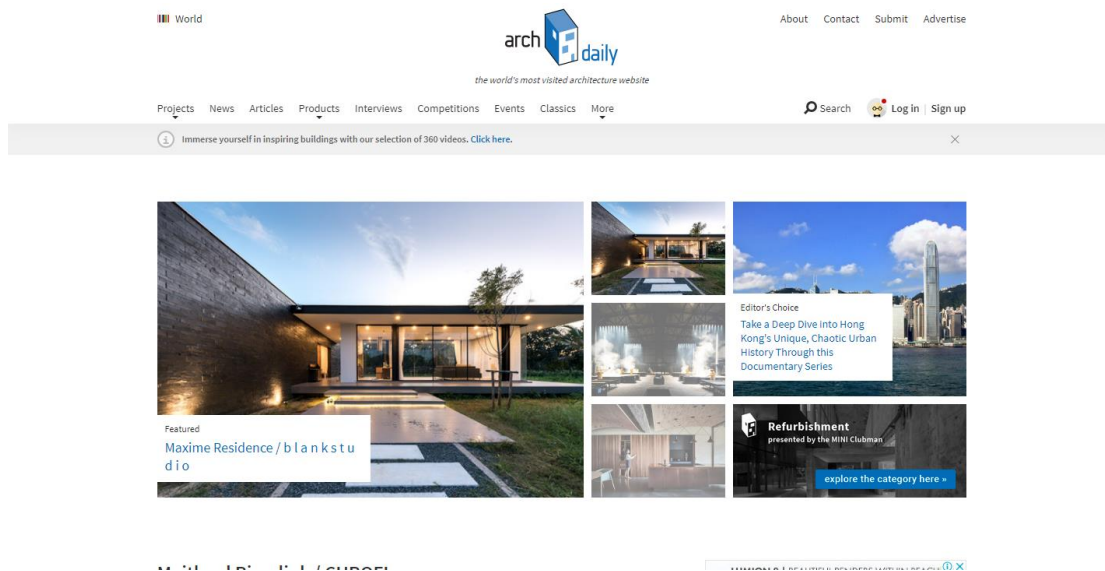 World
About Contact Submit Advertise
arch daily
the world's most visited architecture website
Projects News Articles Products Interviews Competitions Events Classics More
Search Log in | Sign up
Immerse yourself in inspiring buildings with our selection of 360 videos. Click here.
Featured
Maxime Residence / b l a n k s t u
d i o
Editor's Choice
Take a Deep Dive Into Hong
Kong's Unique, Chaotic Urban
History Through this
Documentary Series
Refurbishment
presented by the MINI Clubman
explore the category here »